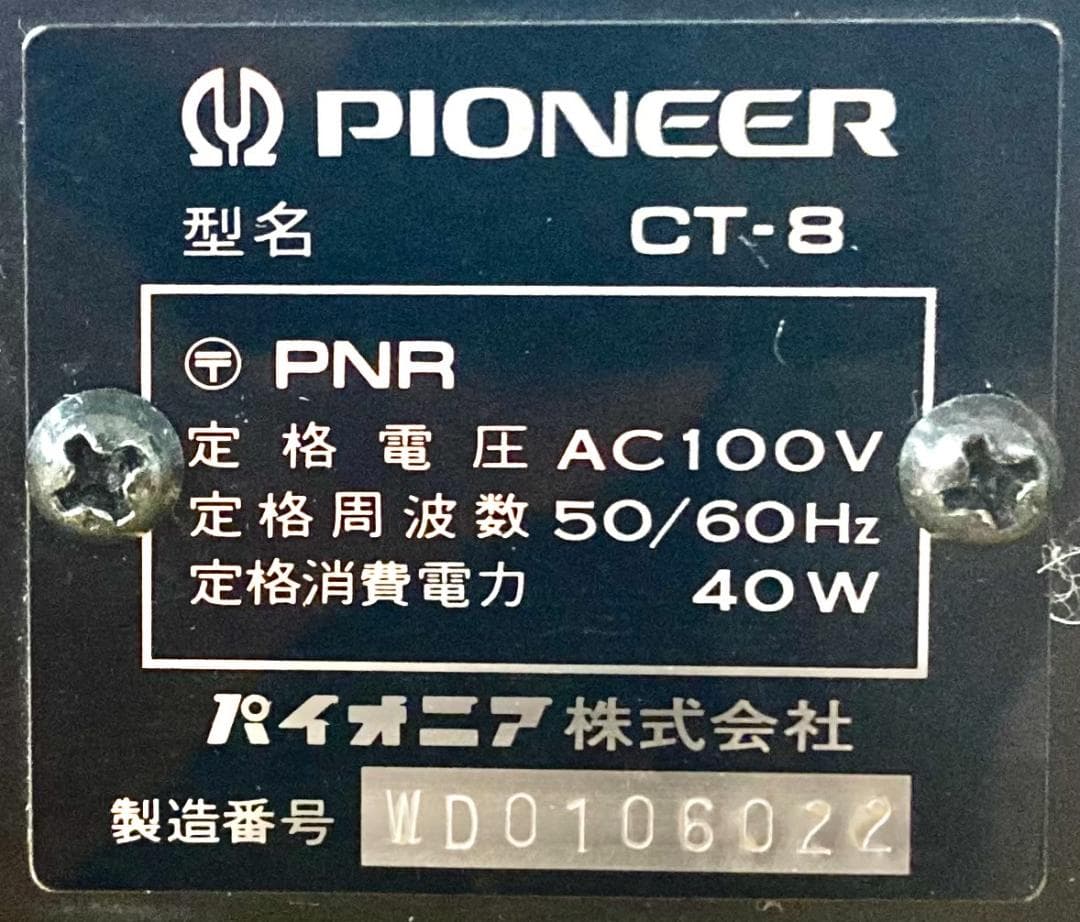 PIONEER
型名 CT-8
〶 PNR
定格電圧 AC100V
定格周波数 50/60Hz
定格消費電力 40W
パイオニア株式会社
製造番号 WD0106022